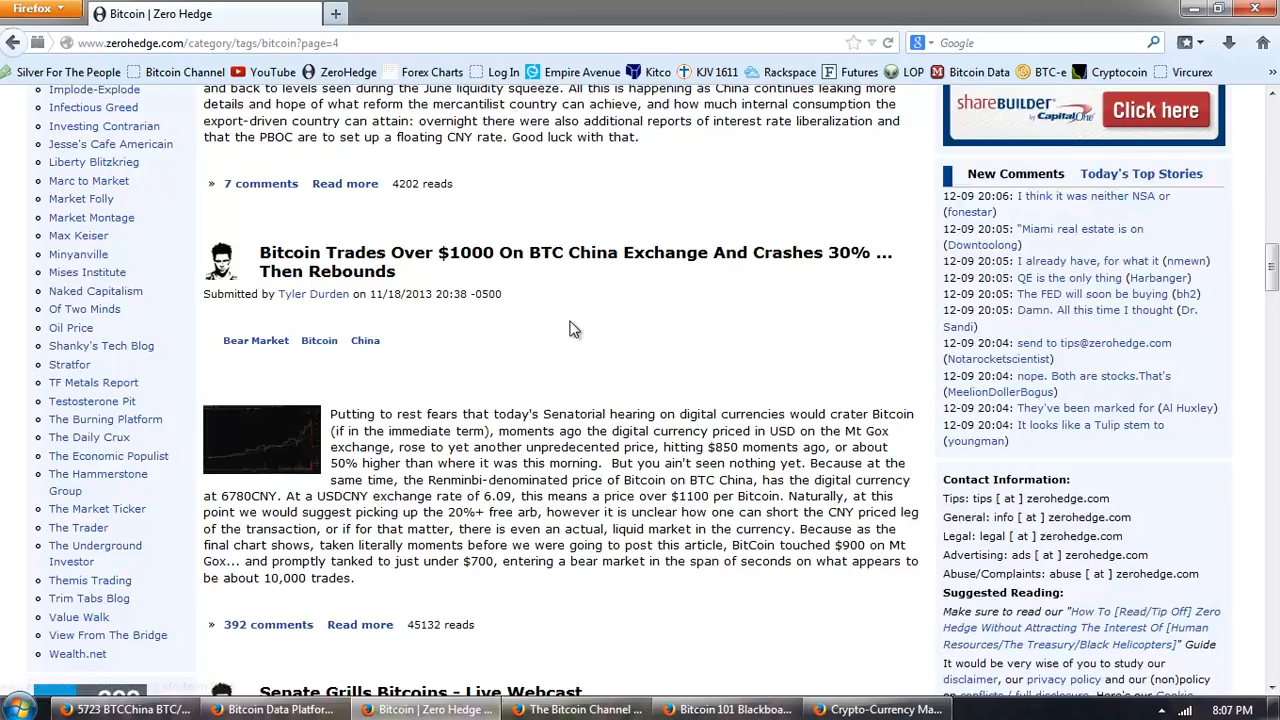 Firefox
Bitcoin | Zero Hedge
www.zerohedge.com/category/tags/bitcoin?page=4
Google
Silver For The People
Bitcoin Channel
YouTube
ZeroHedge
Forex Charts
Log In
Empire Avenue
Kitco
KJV 1611
Rackspace
Futures
LOP
Bitcoin Data
BTC-e
Cryptocoin
Vircurex
Implode-Explode
Infectious Greed
Investing Contrarian
Jesse's Cafe Americain
Liberty Blitzkrieg
Marc to Market
Market Folly
Market Montage
Max Keiser
Minyanville
Mises Institute
Naked Capitalism
Of Two Minds
Oil Price
Shanky's Tech Blog
Stratfor
TF Metals Report
Testosterone Pit
The Burning Platform
The Daily Crux
The Economic Populist
The Hammerstone
Group
The Market Ticker
The Trader
The Underground
Investor
Themis Trading
Trim Tabs Blog
Value Walk
View From The Bridge
Wealth.net
and back to levels seen during the June liquidity squeeze. All this is happening as China continues leaking more
details and hope of what reform the mercantilist country can achieve, and how much internal consumption the
export-driven country can attain: overnight there were also additional reports of interest rate liberalization and
that the PBOC are to set up a floating CNY rate. Good luck with that.
» 7 comments Read more 4202 reads
Bitcoin Trades Over $1000 On BTC China Exchange And Crashes 30% ...
Then Rebounds
Submitted by Tyler Durden on 11/18/2013 20:38 -0500
Bear Market Bitcoin China
Putting to rest fears that today's Senatorial hearing on digital currencies would crater Bitcoin
(if in the immediate term), moments ago the digital currency priced in USD on the Mt Gox
exchange, rose to yet another unpredecented price, hitting $850 moments ago, or about
50% higher than where it was this morning. But you ain't seen nothing yet. Because at the
same time, the Renminbi-denominated price of Bitcoin on BTC China, has the digital currency
at 6780CNY. At a USDCNY exchange rate of 6.09, this means a price over $1100 per Bitcoin. Naturally, at this
point we would suggest picking up the 20%+ free arb, however it is unclear how one can short the CNY priced leg
of the transaction, or if for that matter, there is even an actual, liquid market in the currency. Because as the
final chart shows, taken literally moments before we were going to post this article, BitCoin touched $900 on Mt
Gox... and promptly tanked to just under $700, entering a bear market in the span of seconds on what appears to
be about 10,000 trades.
» 392 comments Read more 45132 reads
Senate Grills Bitcoins - Live Webcast
shareBuilder
by Capital One
Click here
New Comments Today's Top Stories
12-09 20:06: I think it was neither NSA or
(fonestar)
12-09 20:05: "Miami real estate is on
(Downtoolong)
12-09 20:05: I already have, for what it (nmewn)
12-09 20:05: QE is the only thing (Harbanger)
12-09 20:05: The FED will soon be buying (bh2)
12-09 20:05: Damn. All this time I thought (Dr.
Sandi)
12-09 20:04: send to tips@zerohedge.com
(Notarocketscientist)
12-09 20:04: nope. Both are stocks.That's
(MeelionDollerBogus)
12-09 20:04: They've been marked for (Al Huxley)
12-09 20:04: It looks like a Tulip stem to
(youngman)
Contact Information:
Tips: tips [ at ] zerohedge.com
General: info [ at ] zerohedge.com
Legal: legal [ at ] zerohedge.com
Advertising: ads [ at ] zerohedge.com
Abuse/Complaints: abuse [ at ] zerohedge.com
Suggested Reading:
Make sure to read our "How To [Read/Tip Off] Zero
Hedge Without Attracting The Interest Of [Human
Resources/The Treasury/Black Helicopters]" Guide
It would be very wise of you to study our
disclaimer, our privacy policy and our (non)policy
on conflicts / full disclosure. Here's our Cookie
5723 BTCChina BTC/...
Bitcoin Data Platfor...
Bitcoin | Zero Hedge ...
The Bitcoin Channel ...
Bitcoin 101 Blackboa...
Crypto-Currency Ma...
8:07 PM